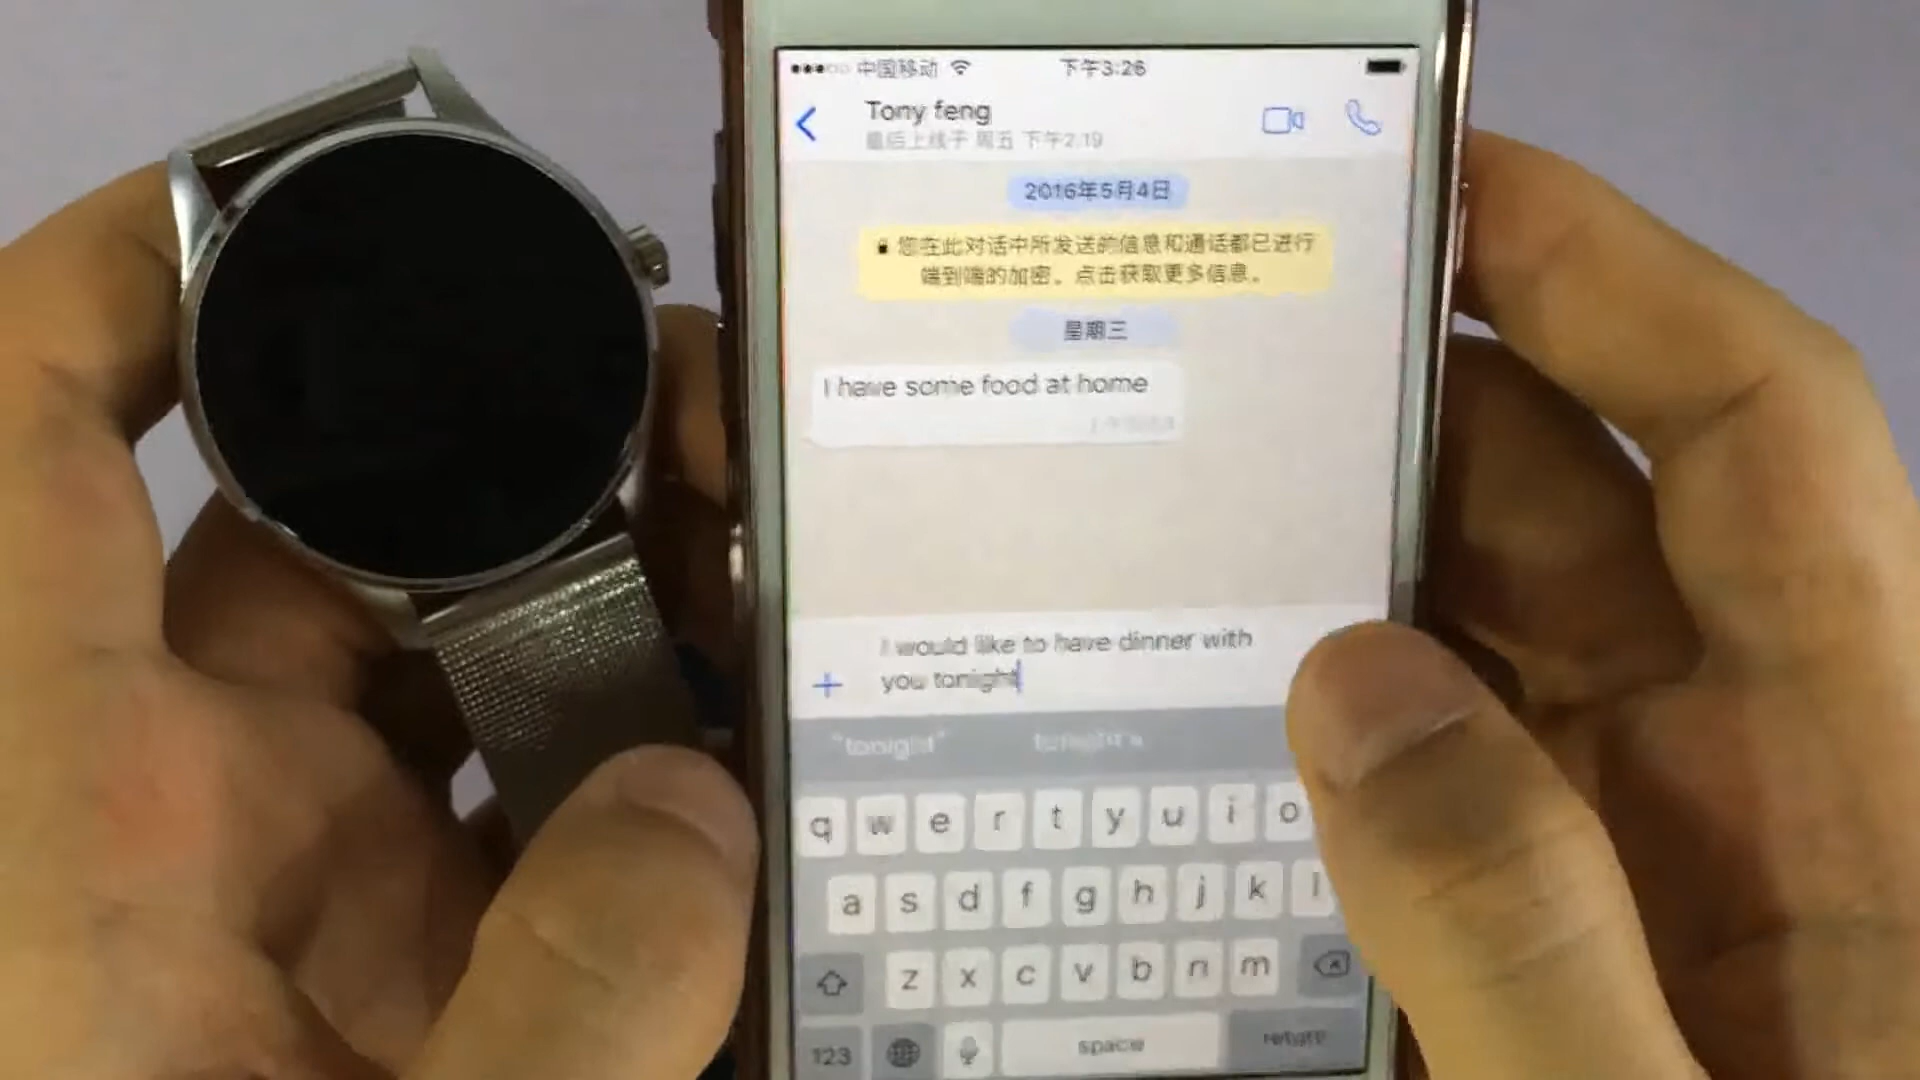 中国移动
下午3:26
Tony feng
最后上线于 周五 下午2:19
2016年5月4日
您在此对话中所发送的信息和通话都已进行
端到端的加密。点击获取更多信息。
星期三
I have some food at home
I would like to have dinner with
you tonight
"tonight"
tonight's
q w e r t y u i o
a s d f g h j k l
z x c v b n m
123
space
return